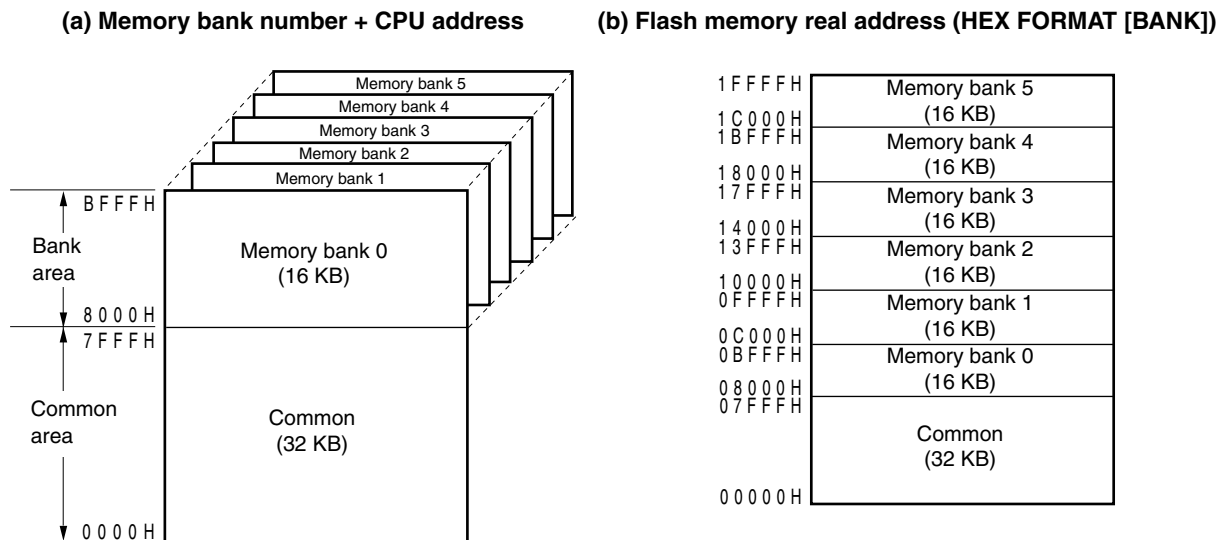 (a) Memory bank number + CPU address
Memory bank 5
Memory bank 4
Memory bank 3
Memory bank 2
Memory bank 1
BFFFH
Bank
area
Memory bank 0
(16 KB)
8000H
7FFFH
Common
area
Common
(32 KB)
0000H
(b) Flash memory real address (HEX FORMAT [BANK])
1FFFFH
Memory bank 5
(16 KB)
1C000H
1BFFFH
Memory bank 4
(16 KB)
18000H
17FFFH
Memory bank 3
(16 KB)
14000H
13FFFH
Memory bank 2
(16 KB)
10000H
0FFFFH
Memory bank 1
(16 KB)
0C000H
0BFFFH
Memory bank 0
(16 KB)
08000H
07FFFH
Common
(32 KB)
00000H